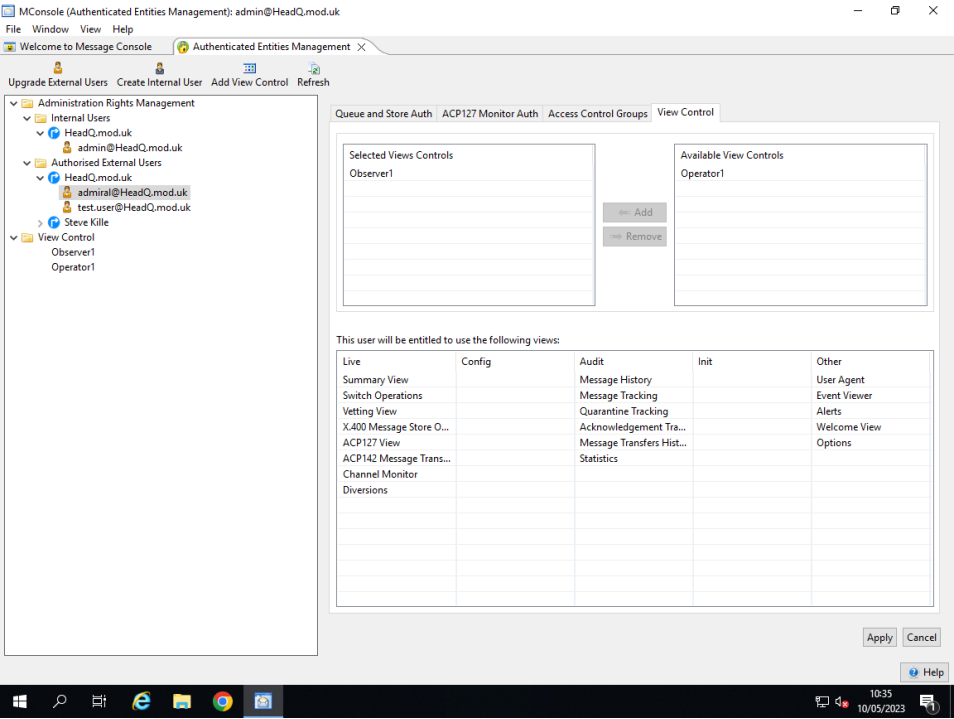 MConsole (Authenticated Entities Management): admin@HeadQ.mod.uk
File Window View Help
Welcome to Message Console Authenticated Entities Management
Upgrade External Users Create Internal User Add View Control Refresh
Administration Rights Management
Internal Users
HeadQ.mod.uk
admin@HeadQ.mod.uk
Authorised External Users
HeadQ.mod.uk
admiral@HeadQ.mod.uk
test.user@HeadQ.mod.uk
Steve Kille
View Control
Observer1
Operator1
Queue and Store Auth ACP127 Monitor Auth Access Control Groups View Control
Selected Views Controls
Observer1
Add
Remove
Available View Controls
Operator1
This user will be entitled to use the following views:
Live Config Audit Init Other
Summary View Message History User Agent
Switch Operations Message Tracking Event Viewer
Vetting View Quarantine Tracking Alerts
X.400 Message Store O... Acknowledgement Tra... Welcome View
ACP127 View Message Transfers Hist... Options
ACP142 Message Trans... Statistics
Channel Monitor
Diversions
Apply Cancel
Help
10:35
10/05/2023
1